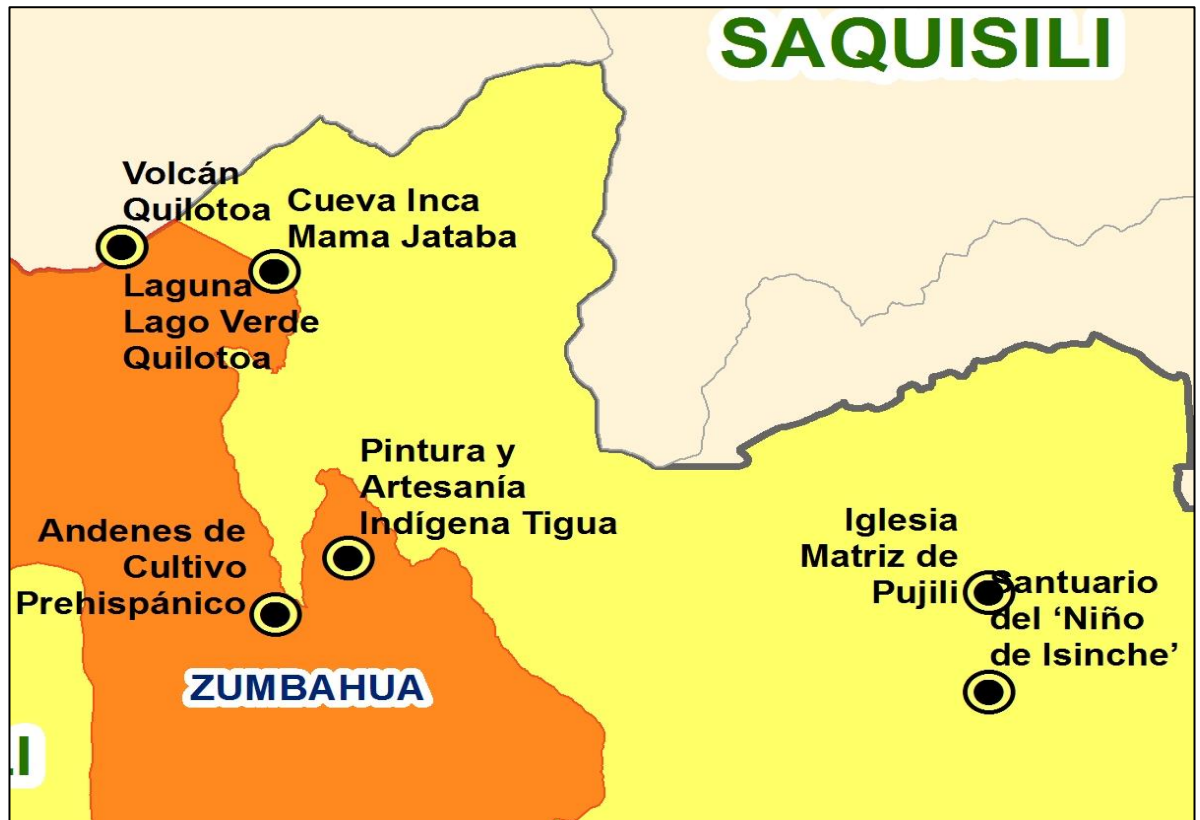 SAQUISILI
Volcán
Quilotoa
Cueva Inca
Mama Jataba
Laguna
Lago Verde
Quilotoa
Pintura y
Artesanía
Indígena Tigua
Andenes de
Cultivo
Prehispánico
Iglesia
Matriz de
Pujili
Santuario
del ‘Niño
de Isinche’
ZUMBAHUA
LI